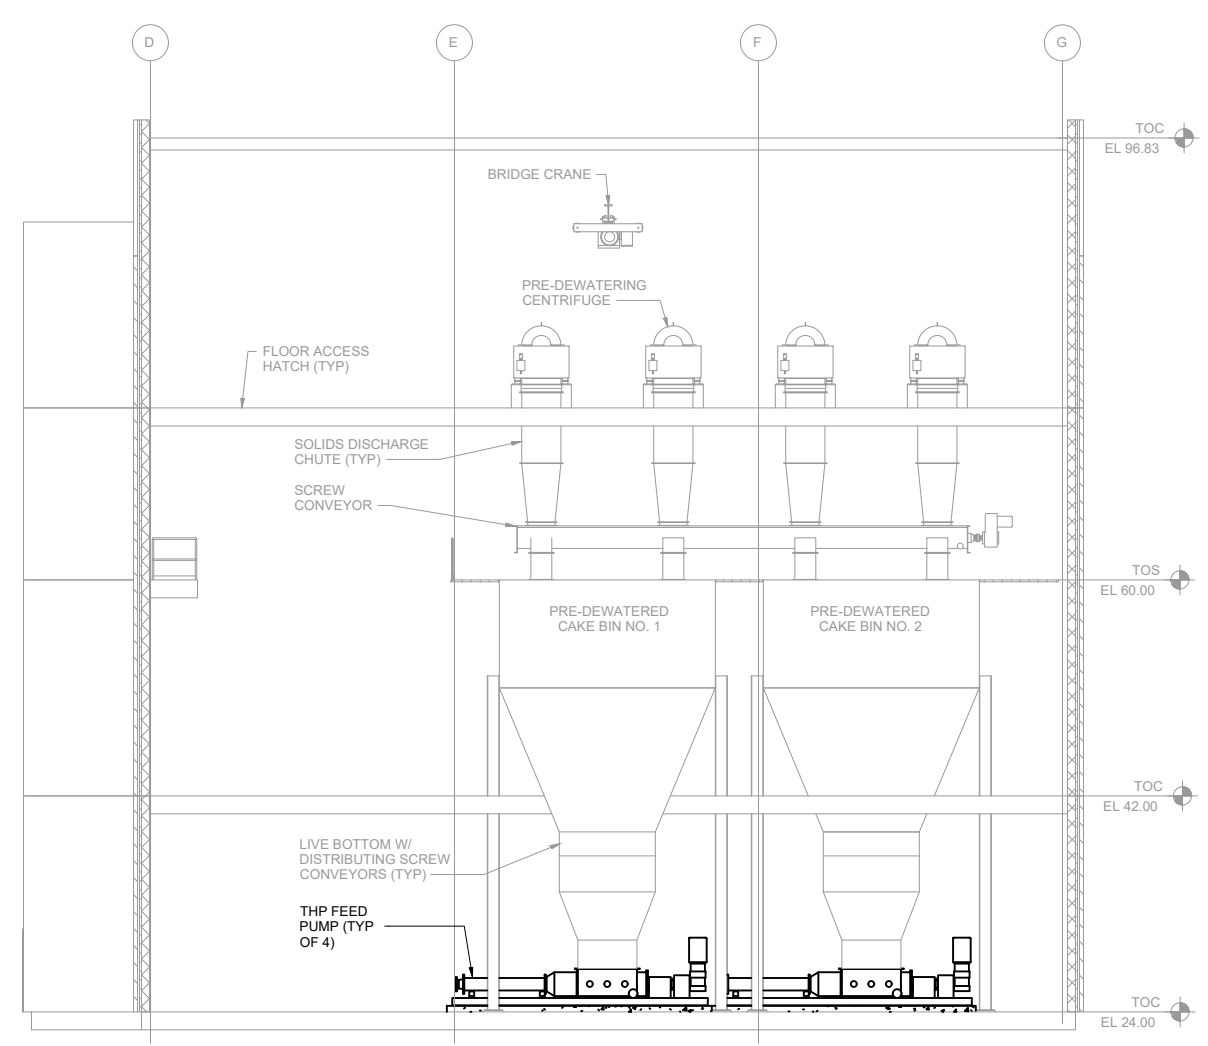 D
E
F
G
TOC
EL 96.83
BRIDGE CRANE
PRE-DEWATERING
CENTRIFUGE
FLOOR ACCESS
HATCH (TYP)
SOLIDS DISCHARGE
CHUTE (TYP)
SCREW
CONVEYOR
TOS
EL 60.00
PRE-DEWATERED
CAKE BIN NO. 1
PRE-DEWATERED
CAKE BIN NO. 2
TOC
EL 42.00
LIVE BOTTOM W/
DISTRIBUTING SCREW
CONVEYORS (TYP)
THP FEED
PUMP (TYP
OF 4)
TOC
EL 24.00